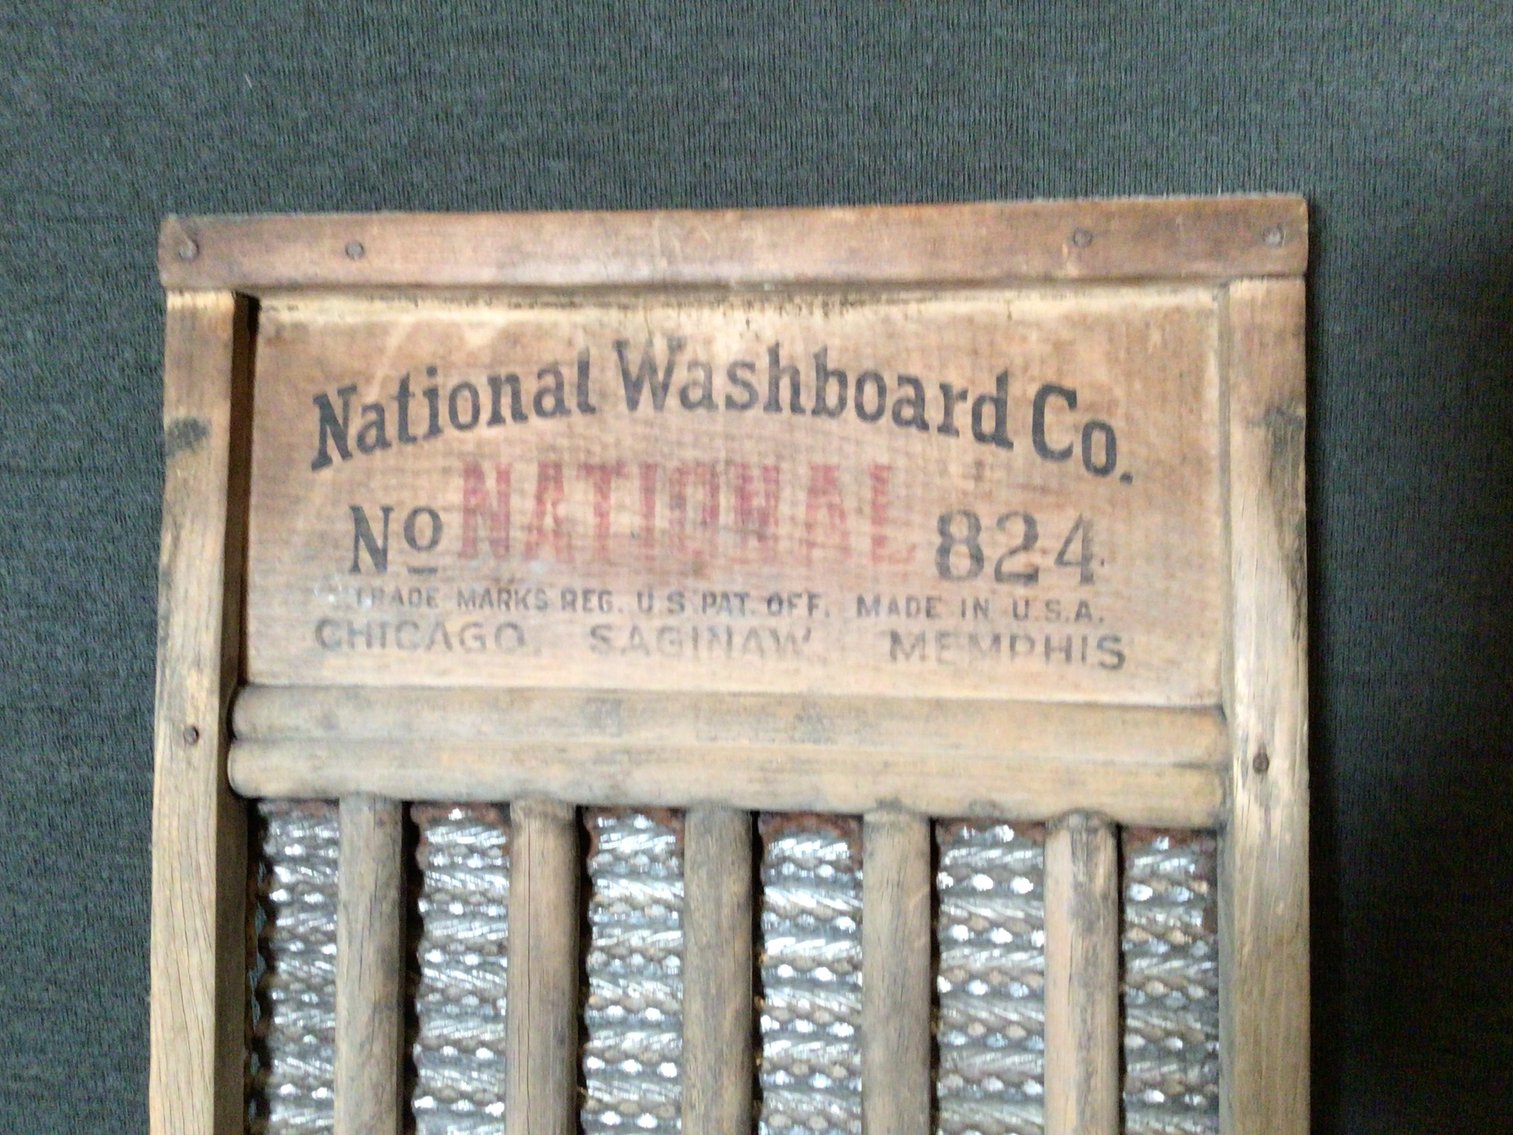 National Washboard Co.
No NATIONAL 824
TRADE MARKS REG. U.S. PAT. OFF. MADE IN U.S.A.
CHICAGO, SAGINAW, MEMPHIS